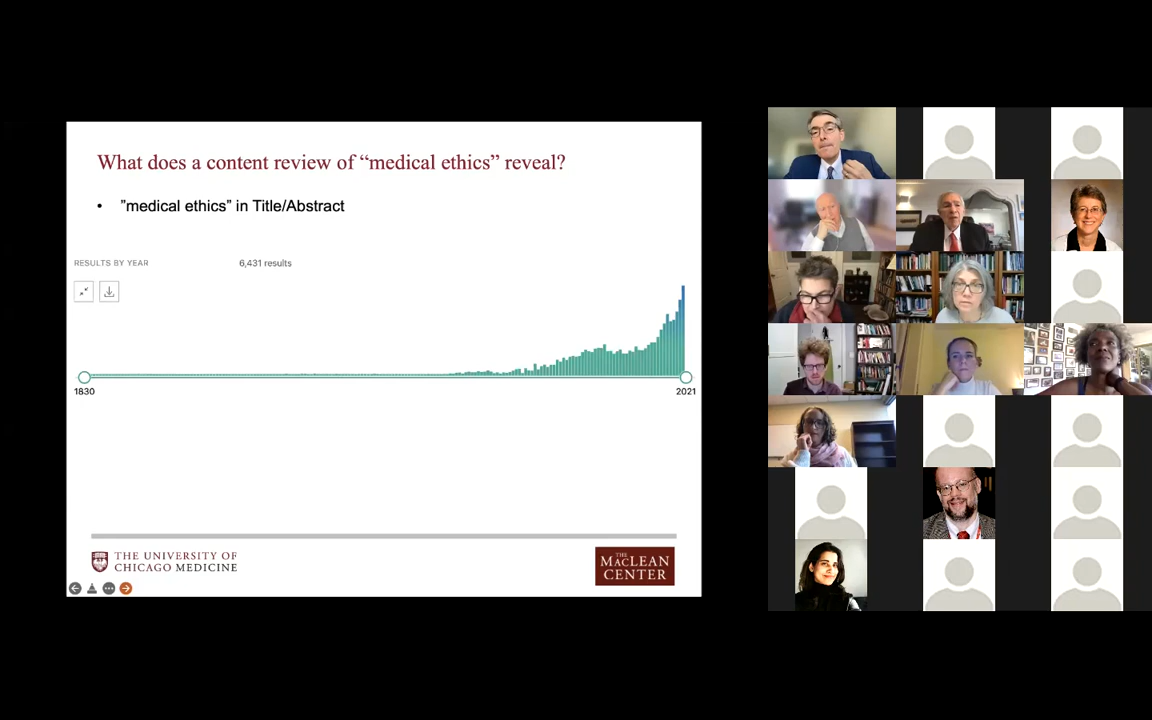 What does a content review of “medical ethics” reveal?
• ”medical ethics” in Title/Abstract
RESULTS BY YEAR
6,431 results
1830
2021
THE UNIVERSITY OF
CHICAGO MEDICINE
THE
MACLEAN
CENTER